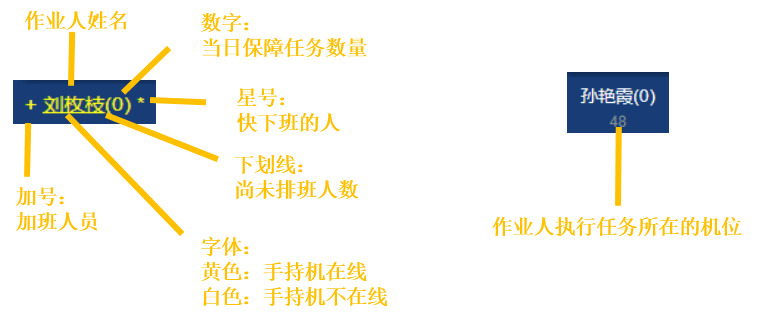 作业人姓名
数字:
当日保障任务数量
+ 刘枚枝(0) *
星号:
快下班的人
下划线:
尚未排班人数
加号:
加班人员
字体:
黄色: 手持机在线
白色: 手持机不在线
孙艳霞(0)
48
作业人执行任务所在的机位